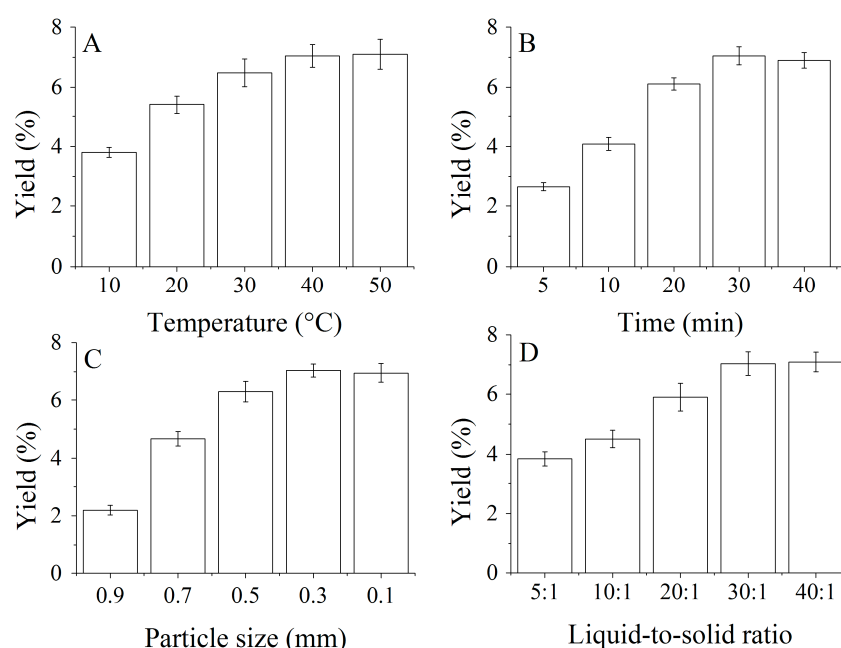 A
Yield (%)
8
6
4
2
0
10 20 30 40 50
Temperature (°C)
B
Yield (%)
8
6
4
2
0
5 10 20 30 40
Time (min)
C
Yield (%)
8
6
4
2
0
0.9 0.7 0.5 0.3 0.1
Particle size (mm)
D
Yield (%)
8
6
4
2
0
5:1 10:1 20:1 30:1 40:1
Liquid-to-solid ratio